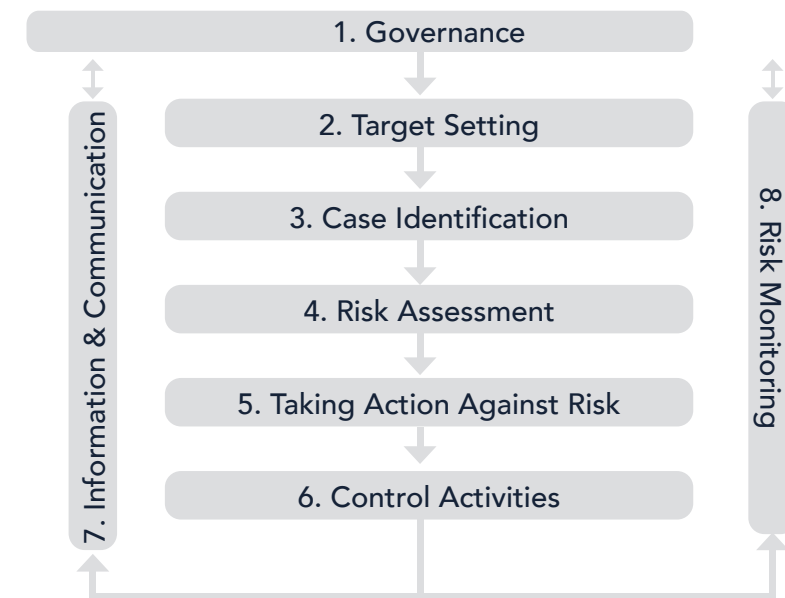 1. Governance
2. Target Setting
3. Case Identification
4. Risk Assessment
5. Taking Action Against Risk
6. Control Activities
7. Information & Communication
8. Risk Monitoring